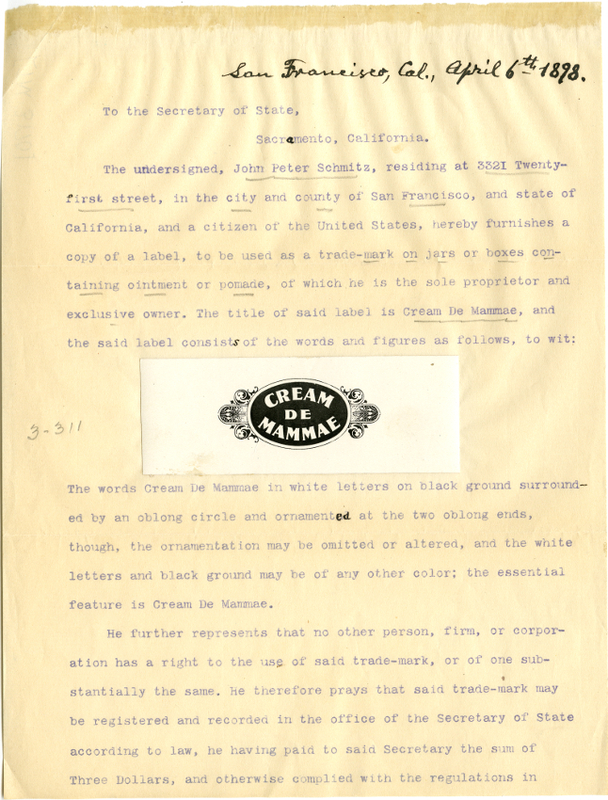 San Francisco, Cal., April 6th 1898.
To the Secretary of State,
Sacramento, California.
The undersigned, John Peter Schmitz, residing at 3321 Twenty-
first street, in the city and county of San Francisco, and state of
California, and a citizen of the United States, hereby furnishes a
copy of a label, to be used as a trade-mark on jars or boxes con-
taining ointment or pomade, of which he is the sole proprietor and
exclusive owner. The title of said label is Cream De Mammae, and
the said label consists of the words and figures as follows, to wit:
CREAM
DE
MAMMAE
3-311
The words Cream De Mammae in white letters on black ground surround-
ed by an oblong circle and ornamented at the two oblong ends,
though, the ornamentation may be omitted or altered, and the white
letters and black ground may be of any other color; the essential
feature is Cream De Mammae.
He further represents that no other person, firm, or corpor-
ation has a right to the use of said trade-mark, or of one sub-
stantially the same. He therefore prays that said trade-mark may
be registered and recorded in the office of the Secretary of State
according to law, he having paid to said Secretary the sum of
Three Dollars, and otherwise complied with the regulations in